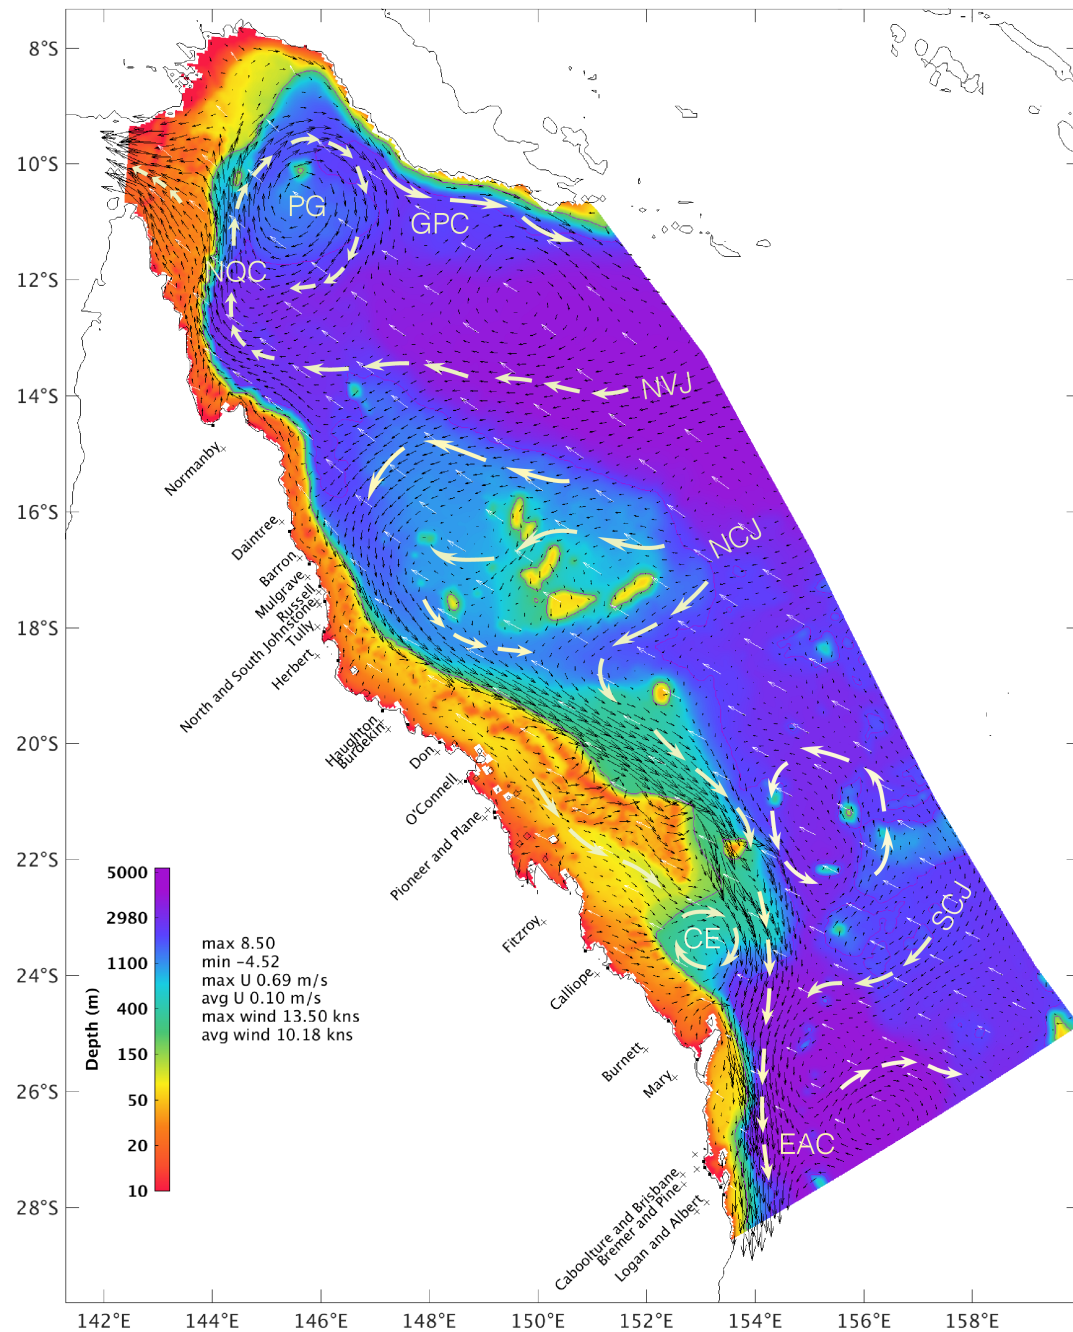 8°S
10°S
12°S
14°S
16°S
18°S
20°S
22°S
24°S
26°S
28°S
142°E
144°E
146°E
148°E
150°E
152°E
154°E
156°E
158°E
PG
GPC
NQC
NVJ
NCJ
SCJ
CE
EAC
Normanby
Daintree
Barron
Mulgrave
Russell
North and South Johnstone
Tully
Herbert
Haughton
Burdekin
Don
O'Connell
Pioneer and Plane
Fitzroy
Calliope
Burnett
Mary
Caboolture and Brisbane
Bremer and Pine
Logan and Albert
Depth (m)
5000
2980
1100
400
150
50
20
10
max 8.50
min -4.52
max U 0.69 m/s
avg U 0.10 m/s
max wind 13.50 kns
avg wind 10.18 kns